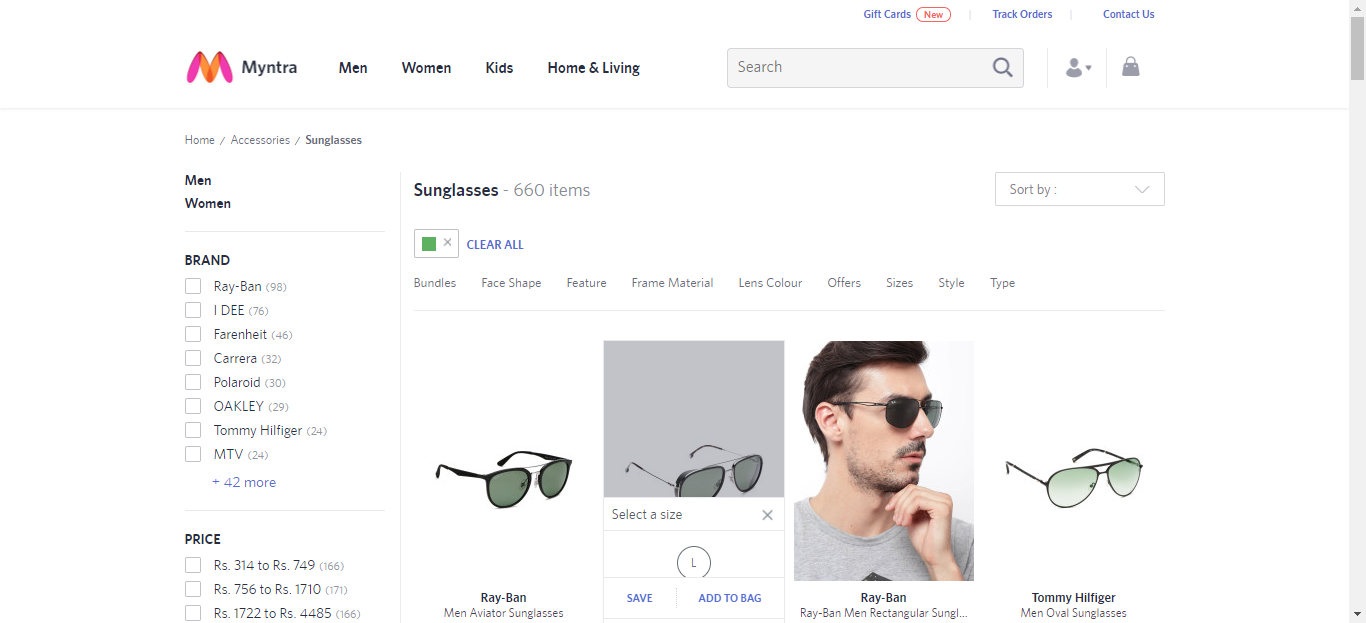 Gift Cards New Track Orders Contact Us
Myntra Men Women Kids Home & Living Search
Home / Accessories / Sunglasses
Men
Women
BRAND
Ray-Ban (98)
I DEE (76)
Farenheit (46)
Carrera (32)
Polaroid (30)
OAKLEY (29)
Tommy Hilfiger (24)
MTV (24)
+ 42 more
PRICE
Rs. 314 to Rs. 749 (166)
Rs. 756 to Rs. 1710 (171)
Rs. 1722 to Rs. 4485 (166)
Sunglasses - 660 items
Sort by :
CLEAR ALL
Bundles Face Shape Feature Frame Material Lens Colour Offers Sizes Style Type
Ray-Ban
Men Aviator Sunglasses
Select a size
L
SAVE ADD TO BAG
Ray-Ban
Ray-Ban Men Rectangular Sungl...
Tommy Hilfiger
Men Oval Sunglasses